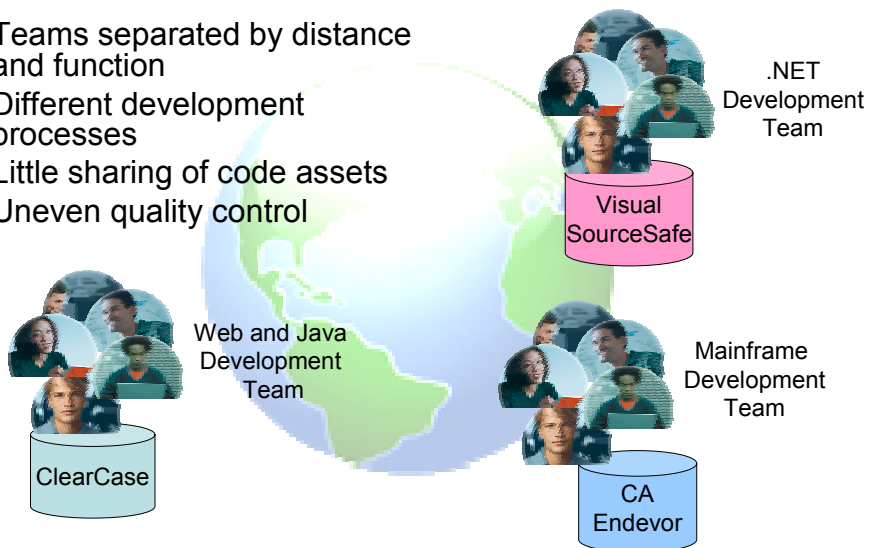 Teams separated by distance
and function
Different development
processes
Little sharing of code assets
Uneven quality control
.NET
Development
Team
Visual
SourceSafe
Web and Java
Development
Team
ClearCase
Mainframe
Development
Team
CA
Endevor